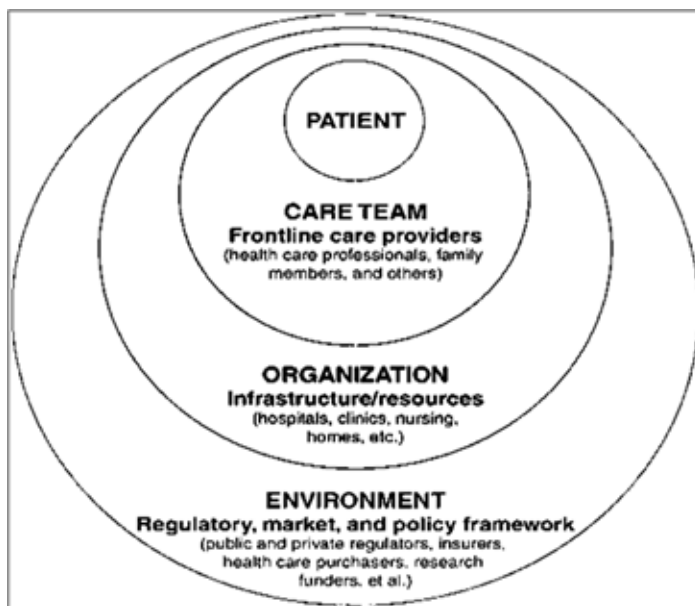 PATIENT
CARE TEAM
Frontline care providers
(health care professionals, family
members, and others)
ORGANIZATION
Infrastructure/resources
(hospitals, clinics, nursing,
homes, etc.)
ENVIRONMENT
Regulatory, market, and policy framework
(public and private regulators, insurers,
health care purchasers, research
funders, et al.)